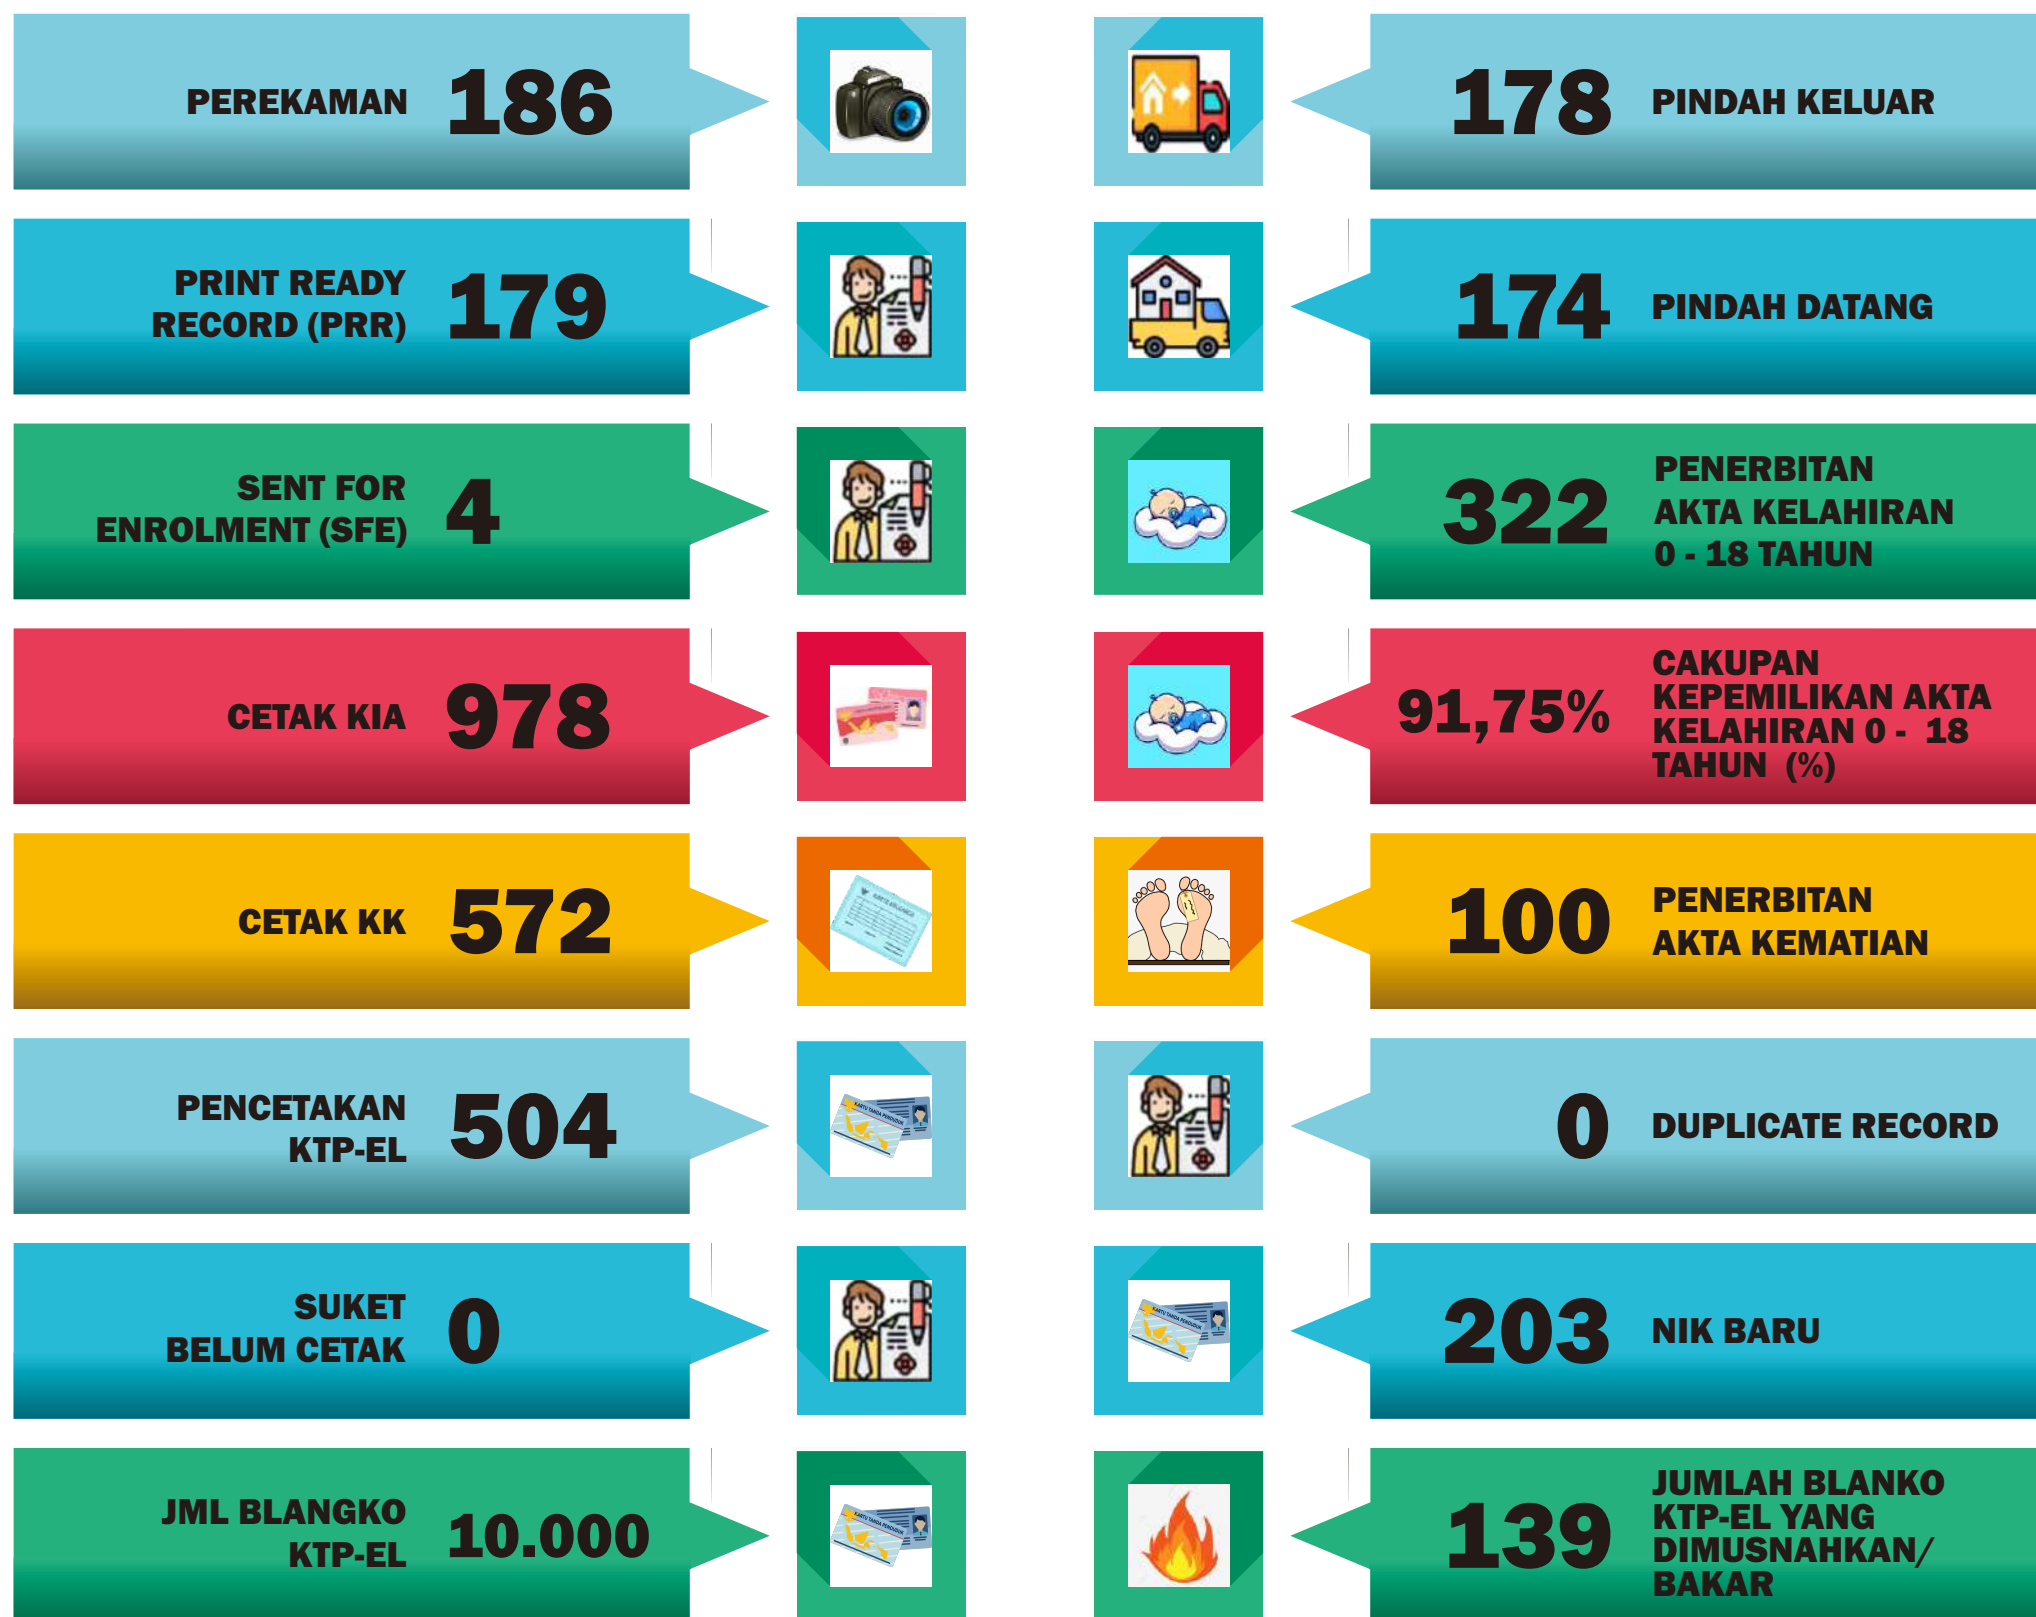 PEREKAMAN 186
178 PINDAH KELUAR
PRINT READY
RECORD (PRR)
179
174 PINDAH DATANG
SENT FOR
ENROLMENT (SFE)
4
322
PENERBITAN
AKTA KELAHIRAN
0 - 18 TAHUN
CETAK KIA 978
91,75%
CAKUPAN
KEPEMILIKAN AKTA
KELAHIRAN 0 - 18
TAHUN (%)
CETAK KK 572
100
PENERBITAN
AKTA KEMATIAN
PENCETAKAN
KTP-EL
504
0 DUPLICATE RECORD
SUKET
BELUM CETAK
0
203 NIK BARU
JML BLANGKO
KTP-EL
10.000
139
JUMLAH BLANKO
KTP-EL YANG
DIMUSNAHKAN/
BAKAR